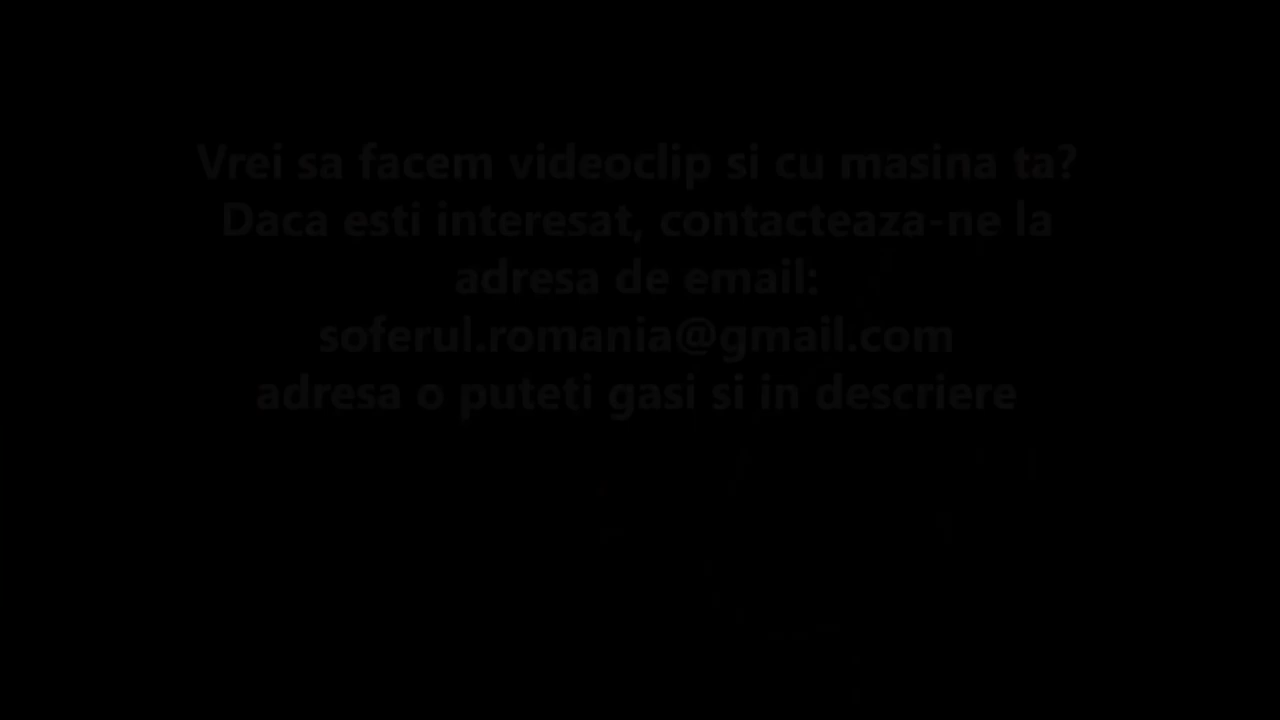 Vrei sa facem videoclip si cu masina ta?
Daca esti interesat, contacteaza-ne la
adresa de email:
soferul.romania@gmail.com
adresa o puteti gasi si in descriere